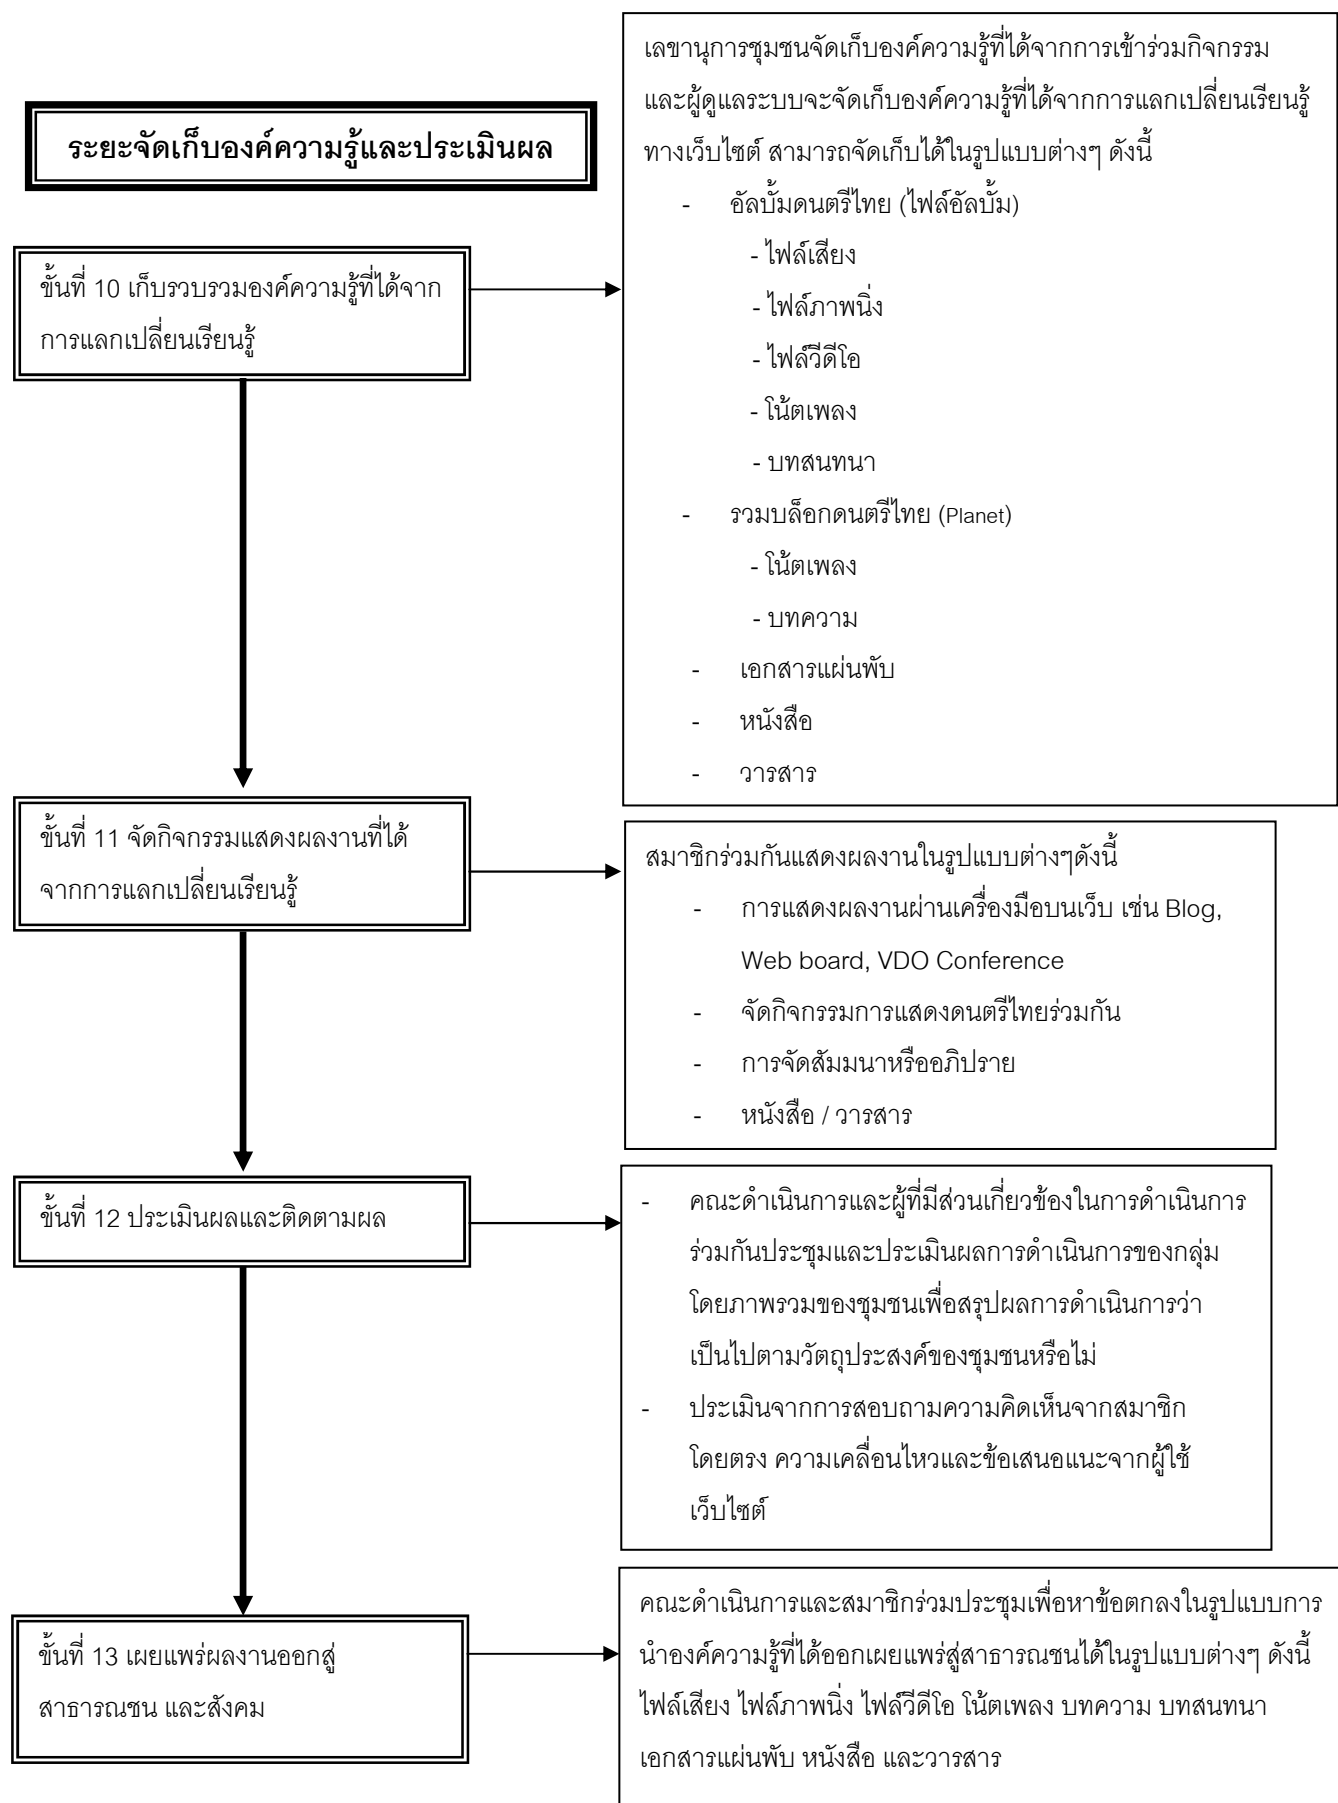 ระยะจัดเก็บองค์ความรู้และประเมินผล
ขั้นที่ 10 เก็บรวบรวมองค์ความรู้ที่ได้จาก
การแลกเปลี่ยนเรียนรู้
เลขานุการชุมชนจัดเก็บองค์ความรู้ที่ได้จากการเข้าร่วมกิจกรรม
และผู้ดูแลระบบจะจัดเก็บองค์ความรู้ที่ได้จากการแลกเปลี่ยนเรียนรู้
ทางเว็บไซต์ สามารถจัดเก็บได้ในรูปแบบต่างๆ ดังนี้
- อัลบั้มดนตรีไทย (ไฟล์อัลบั้ม)
- ไฟล์เสียง
- ไฟล์ภาพนิ่ง
- ไฟล์วีดีโอ
- โน้ตเพลง
- บทสนทนา
- รวมบล็อกดนตรีไทย (Planet)
- โน้ตเพลง
- บทความ
- เอกสารแผ่นพับ
- หนังสือ
- วารสาร
ขั้นที่ 11 จัดกิจกรรมแสดงผลงานที่ได้
จากการแลกเปลี่ยนเรียนรู้
สมาชิกร่วมกันแสดงผลงานในรูปแบบต่างๆดังนี้
- การแสดงผลงานผ่านเครื่องมือบนเว็บ เช่น Blog,
Web board, VDO Conference
- จัดกิจกรรมการแสดงดนตรีไทยร่วมกัน
- การจัดสัมมนาหรืออภิปราย
- หนังสือ / วารสาร
ขั้นที่ 12 ประเมินผลและติดตามผล
- คณะดำเนินการและผู้ที่มีส่วนเกี่ยวข้องในการดำเนินการ
ร่วมกันประชุมและประเมินผลการดำเนินการของกลุ่ม
โดยภาพรวมของชุมชนเพื่อสรุปผลการดำเนินการว่า
เป็นไปตามวัตถุประสงค์ของชุมชนหรือไม่
- ประเมินจากการสอบถามความคิดเห็นจากสมาชิก
โดยตรง ความเคลื่อนไหวและข้อเสนอแนะจากผู้ใช้
เว็บไซต์
ขั้นที่ 13 เผยแพร่ผลงานออกสู่
สาธารณชน และสังคม
คณะดำเนินการและสมาชิกร่วมประชุมเพื่อหาข้อตกลงในรูปแบบการ
นำองค์ความรู้ที่ได้ออกเผยแพร่สู่สาธารณชนได้ในรูปแบบต่างๆ ดังนี้
ไฟล์เสียง ไฟล์ภาพนิ่ง ไฟล์วีดีโอ โน้ตเพลง บทความ บทสนทนา
เอกสารแผ่นพับ หนังสือ และวารสาร